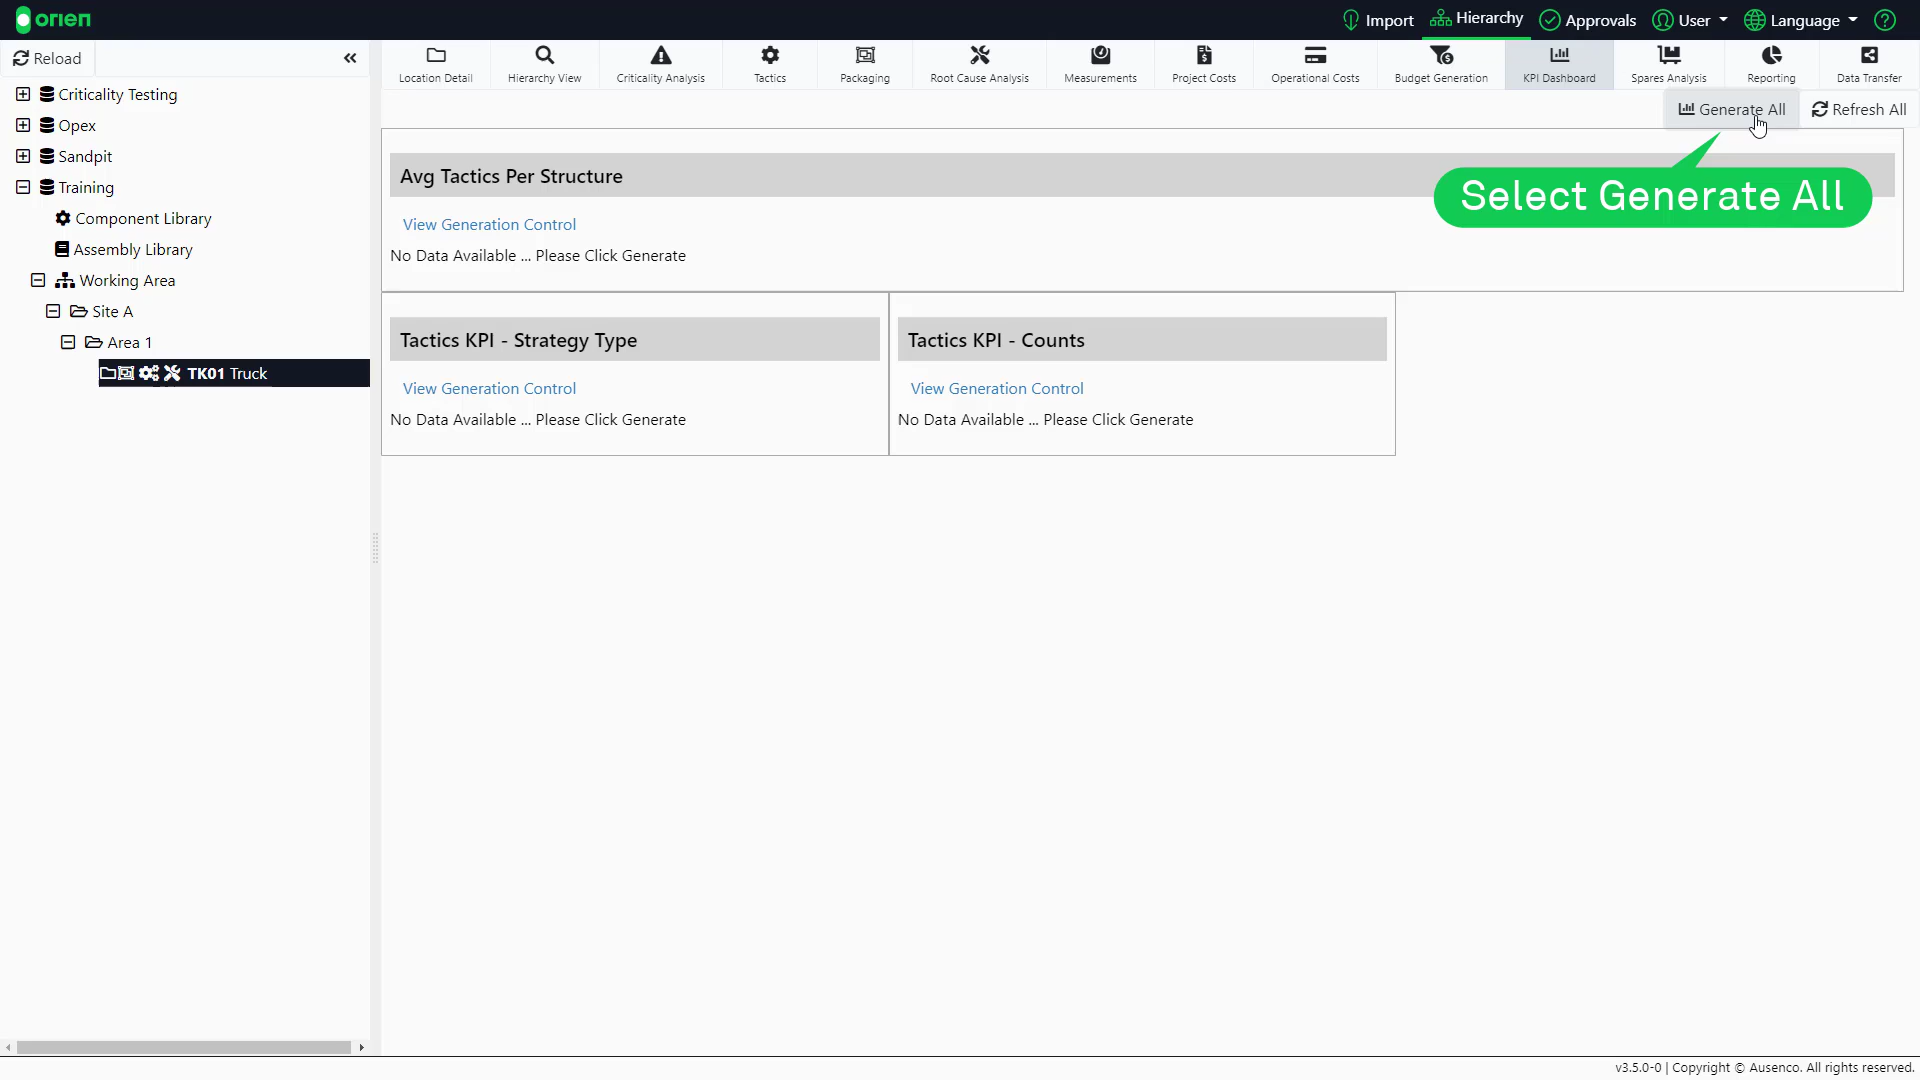 orien
Import
Hierarchy
Approvals
User
Language
Reload
Location Detail
Hierarchy View
Criticality Analysis
Tactics
Packaging
Root Cause Analysis
Measurements
Project Costs
Operational Costs
Budget Generation
KPI Dashboard
Spares Analysis
Reporting
Data Transfer
Generate All
Refresh All
Select Generate All
Criticality Testing
Opex
Sandpit
Training
Component Library
Assembly Library
Working Area
Site A
Area 1
TK01 Truck
Avg Tactics Per Structure
View Generation Control
No Data Available ... Please Click Generate
Tactics KPI - Strategy Type
View Generation Control
No Data Available ... Please Click Generate
Tactics KPI - Counts
View Generation Control
No Data Available ... Please Click Generate
v3.5.0-0 | Copyright © Ausenco. All rights reserved.